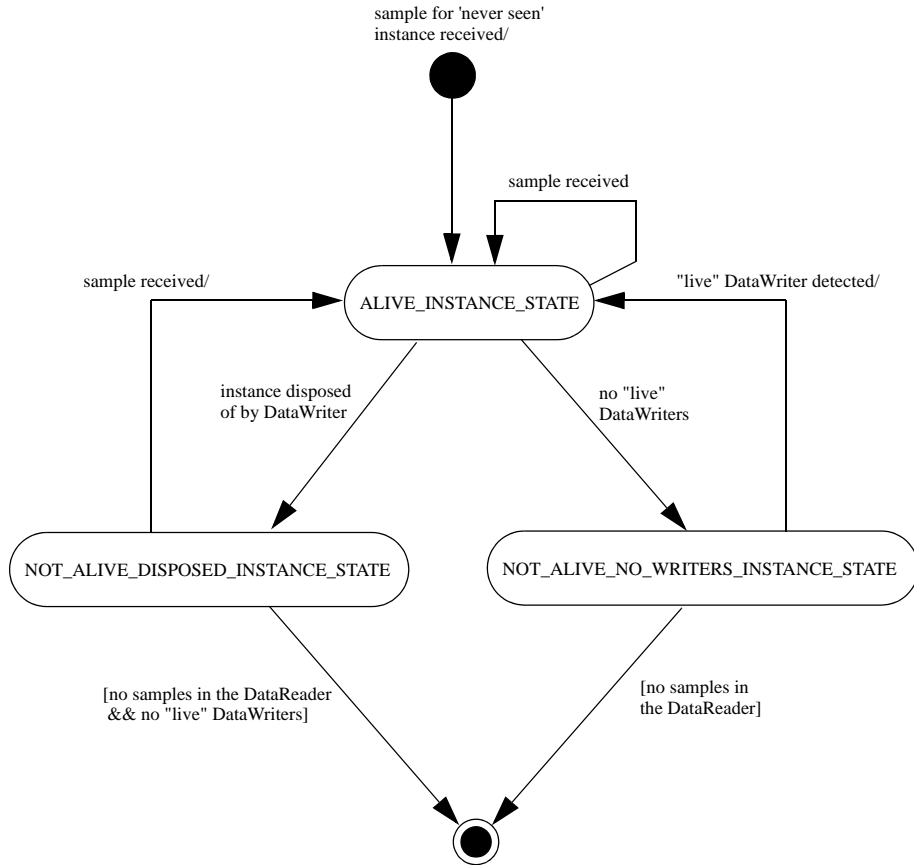 sample for 'never seen'
instance received/
sample received
sample received/
"live" DataWriter detected/
ALIVE_INSTANCE_STATE
instance disposed
of by DataWriter
no "live"
DataWriters
NOT_ALIVE_DISPOSED_INSTANCE_STATE
NOT_ALIVE_NO_WRITERS_INSTANCE_STATE
[no samples in the DataReader
&& no "live" DataWriters]
[no samples in
the DataReader]